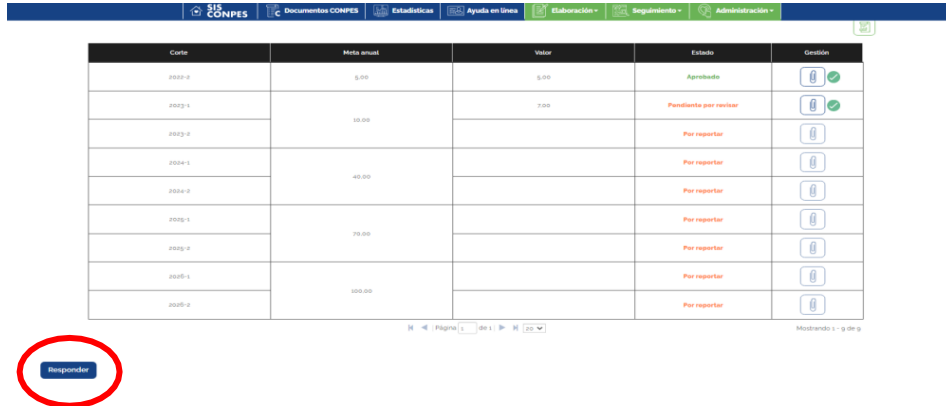 SIS CONPES Documentos CONPES Estadísticas Ayuda en línea Elaboración Seguimiento Administración
Corte Meta anual Valor Estado Gestión
2022-2 5.00 5.00 Aprobado
2023-1 10.00 7.00 Pendiente por revisar
2023-2 Por reportar
2024-1 40.00 Por reportar
2024-2 Por reportar
2025-1 70.00 Por reportar
2025-2 Por reportar
2026-1 100.00 Por reportar
2026-2 Por reportar
Página 1 de 1 20 Mostrando 1 - 9 de 9
Responder